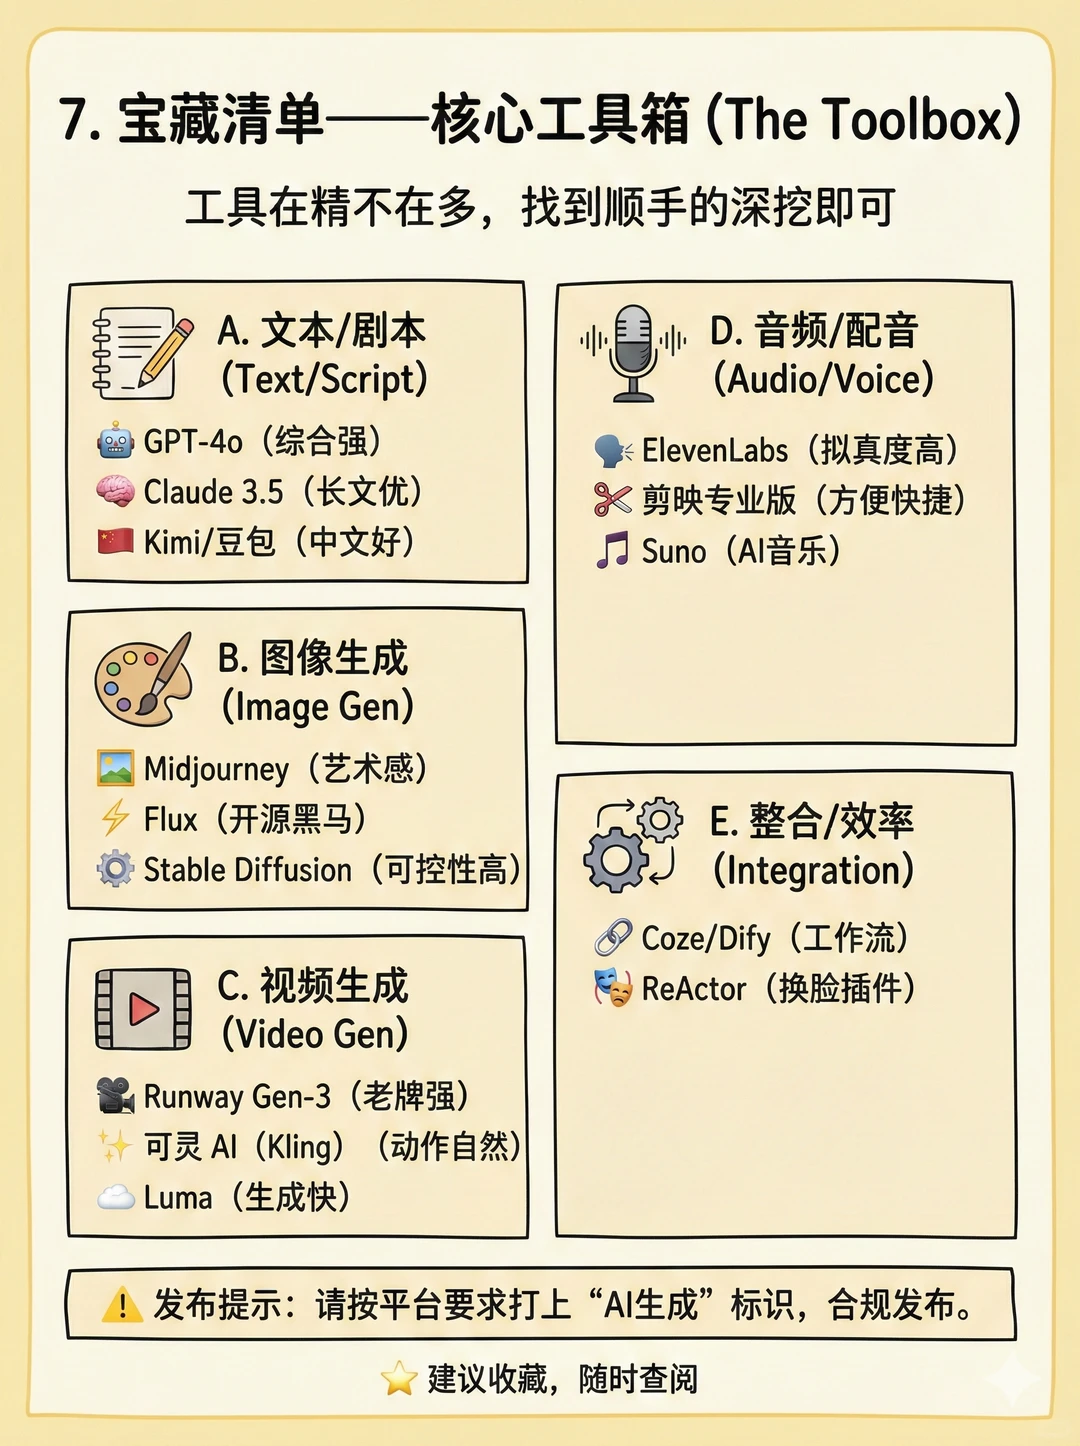 7. 宝藏清单——核心工具箱 (The Toolbox)
工具在精不在多，找到顺手的深挖即可
A. 文本/剧本
(Text/Script)
GPT-4o（综合强）
Claude 3.5（长文优）
Kimi/豆包（中文好）
B. 图像生成
(Image Gen)
Midjourney（艺术感）
Flux（开源黑马）
Stable Diffusion（可控性高）
C. 视频生成
(Video Gen)
Runway Gen-3（老牌强）
可灵 AI（Kling）（动作自然）
Luma（生成快）
D. 音频/配音
(Audio/Voice)
ElevenLabs（拟真度高）
剪映专业版（方便快捷）
Suno（AI音乐）
E. 整合/效率
(Integration)
Coze/Dify（工作流）
ReActor（换脸插件）
发布提示：请按平台要求打上“AI生成”标识，合规发布。
建议收藏，随时查阅